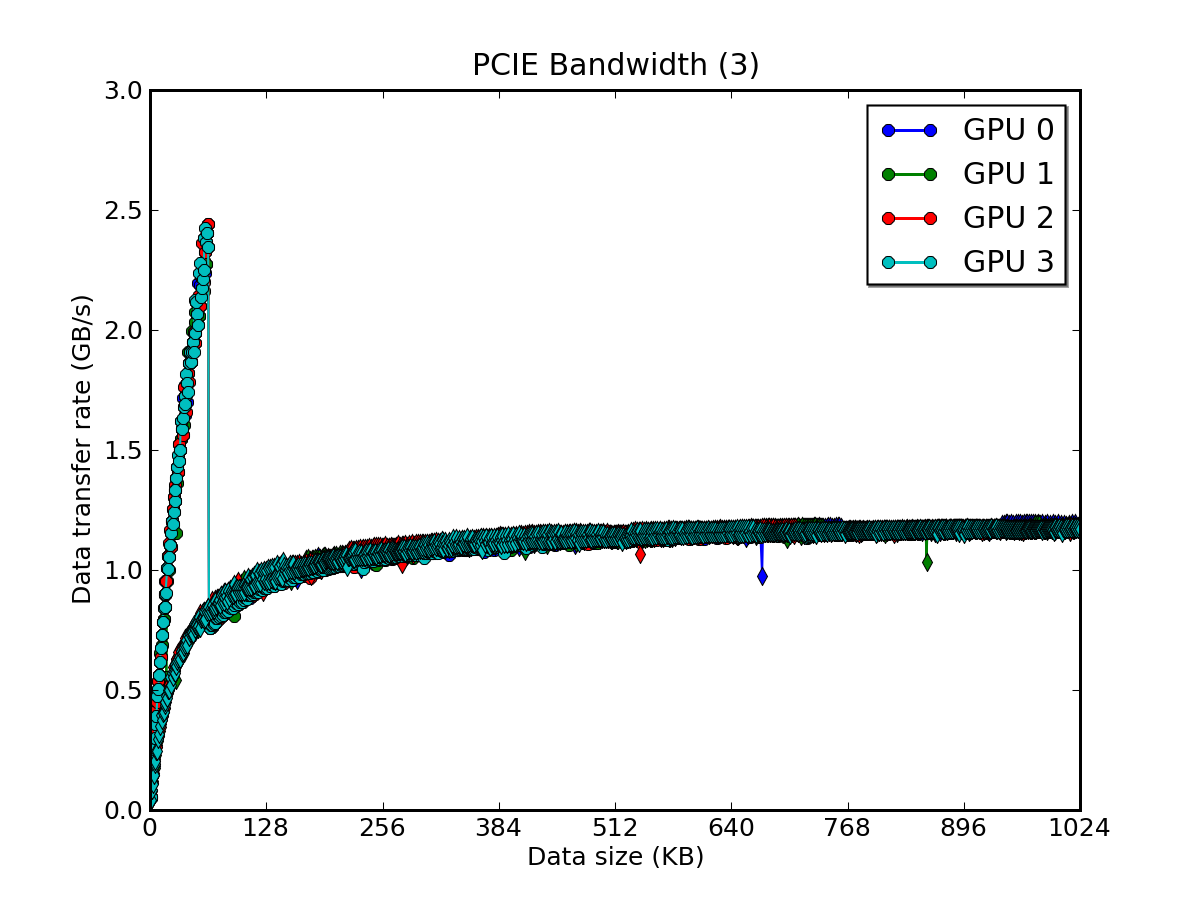 PCIE Bandwidth (3)
3.0
2.5
2.0
1.5
1.0
0.5
0.0
Data transfer rate (GB/s)
GPU 0
GPU 1
GPU 2
GPU 3
0 128 256 384 512 640 768 896 1024
Data size (KB)